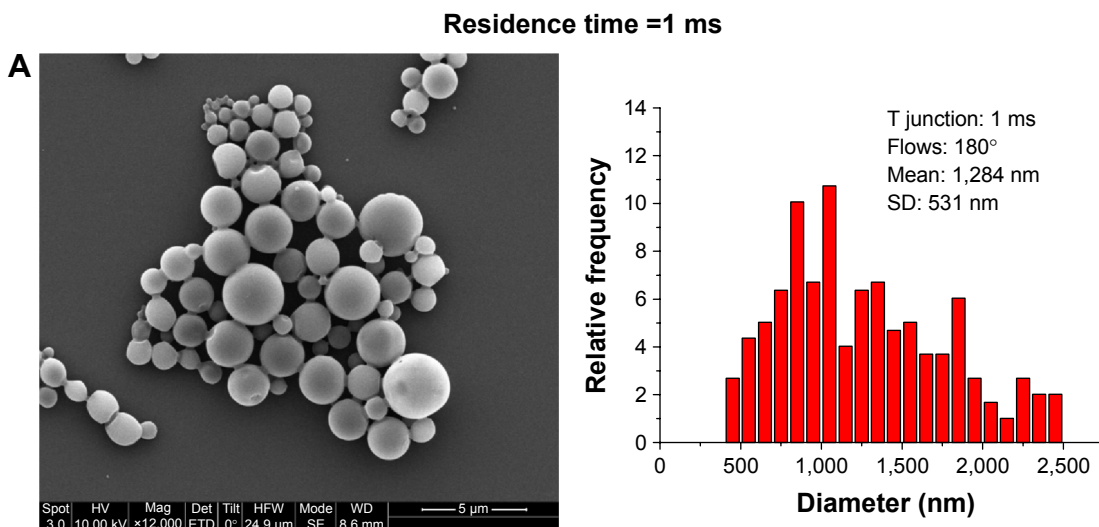 Residence time =1 ms
A
Spot HV Mag Det Tilt HFW Mode WD
3.0 10.00 kV ×12,000 ETD 0° 24.9 µm SE 8.6 mm
5 µm
T junction: 1 ms
Flows: 180°
Mean: 1,284 nm
SD: 531 nm
Relative frequency
14
12
10
8
6
4
2
0
0 500 1,000 1,500 2,000 2,500
Diameter (nm)